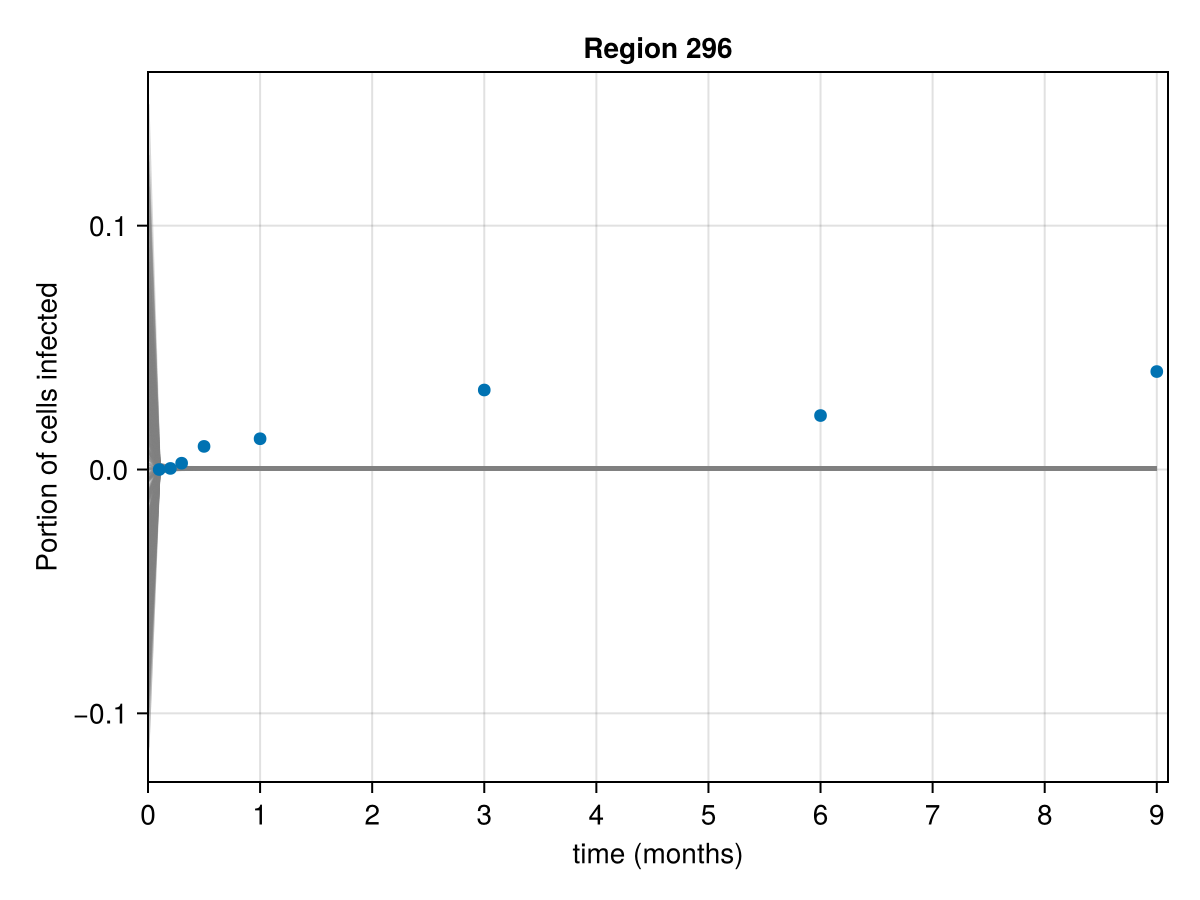 Region 296
Portion of cells infected
0.1
0.0
−0.1
0 1 2 3 4 5 6 7 8 9
time (months)